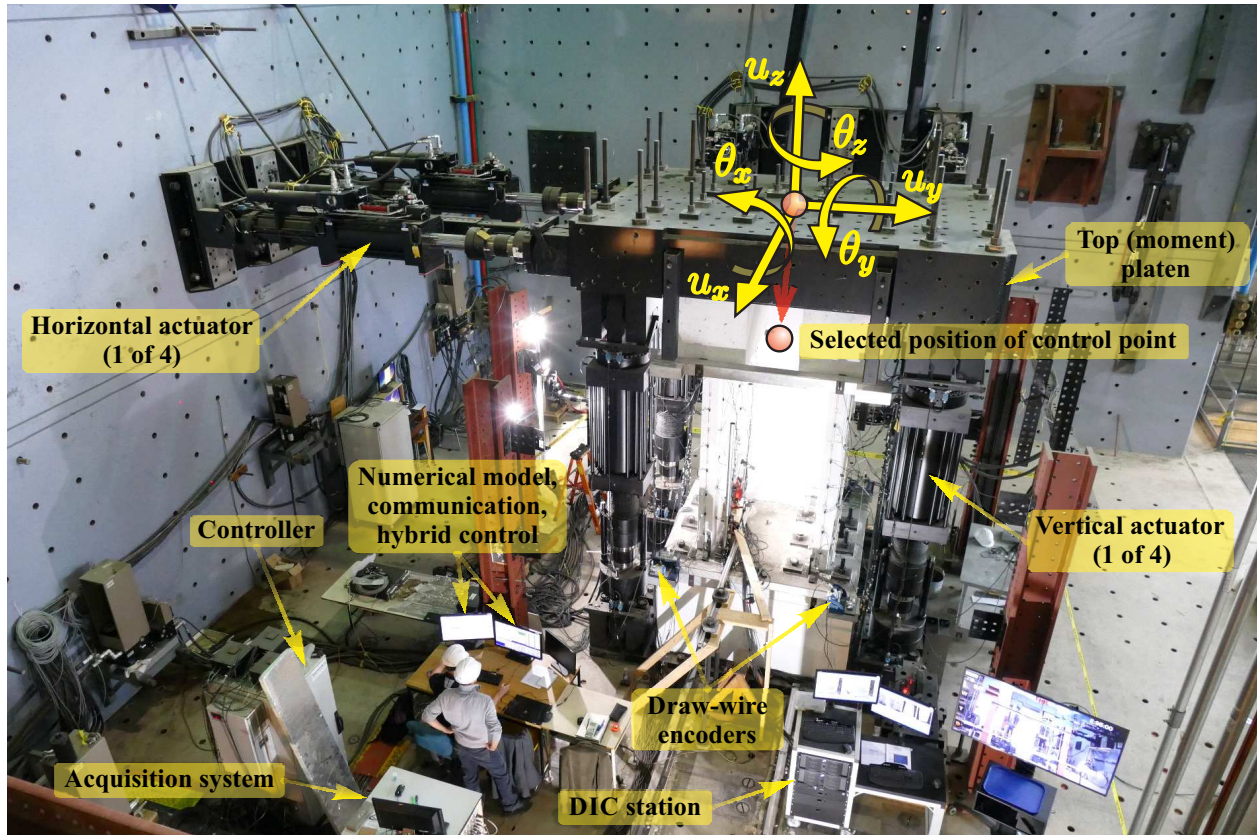 u_z
θ_z
θ_x
u_y
θ_y
u_x
Top (moment)
platen
Horizontal actuator
(1 of 4)
Selected position of control point
Numerical model,
communication,
hybrid control
Controller
Vertical actuator
(1 of 4)
Draw-wire
encoders
Acquisition system
DIC station